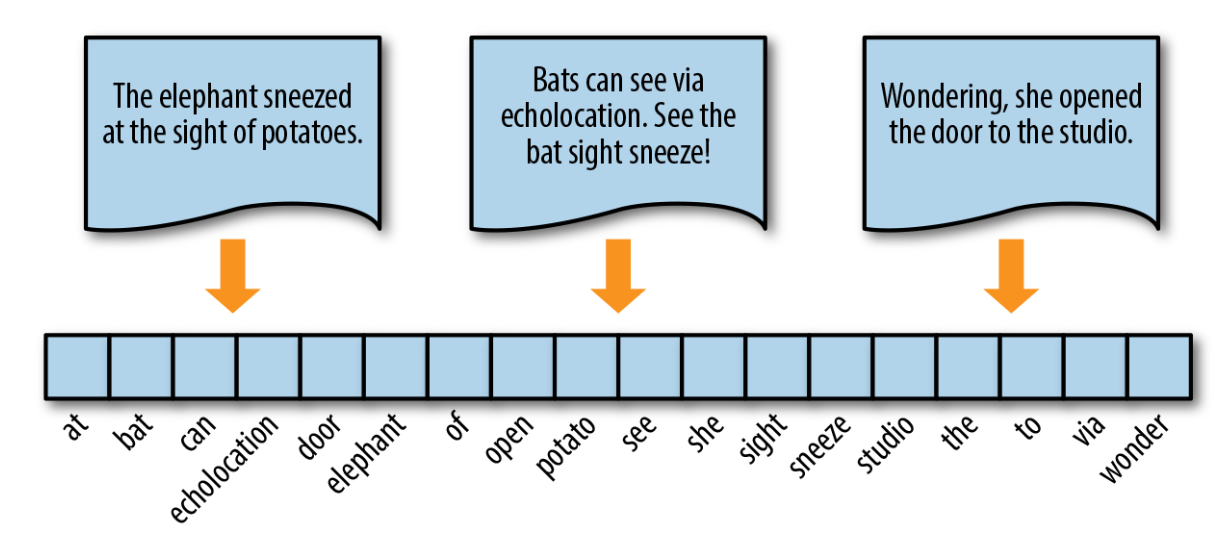 The elephant sneezed
at the sight of potatoes.
Bats can see via
echolocation. See the
bat sight sneeze!
Wondering, she opened
the door to the studio.
at
bat
can
echolocation
door
elephant
of
open
potato
see
she
sight
sneeze
studio
the
to
via
wonder